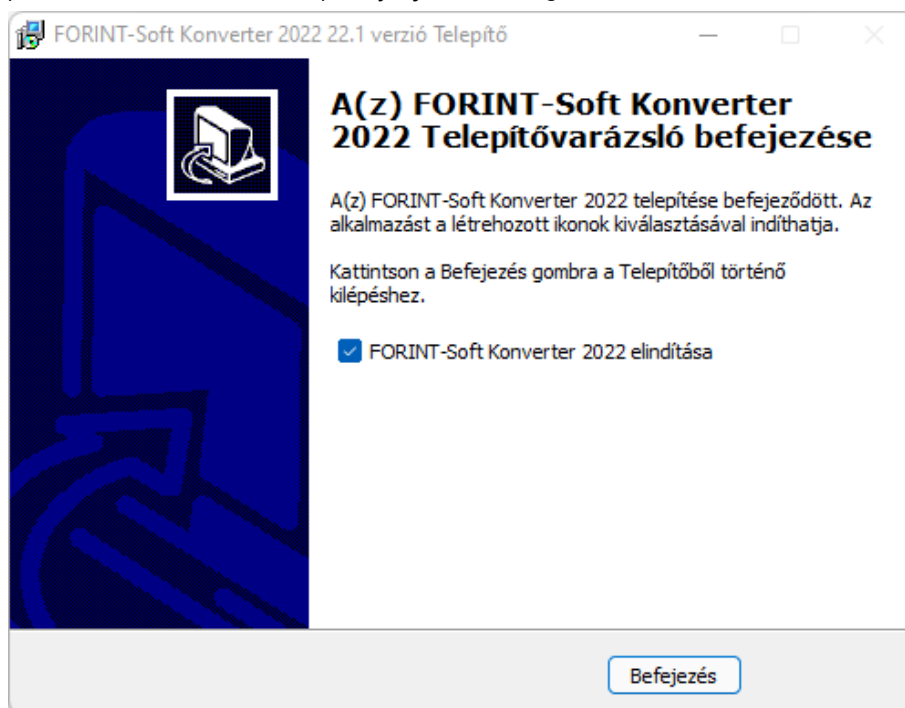 FORINT-Soft Konverter 2022 22.1 verzió Telepítő
A(z) FORINT-Soft Konverter
2022 Telepítővarázsló befejezése
A(z) FORINT-Soft Konverter 2022 telepítése befejeződött. Az
alkalmazást a létrehozott ikonok kiválasztásával indíthatja.
Kattintson a Befejezés gombra a Telepítőből történő
kilépéshez.
FORINT-Soft Konverter 2022 elindítása
Befejezés